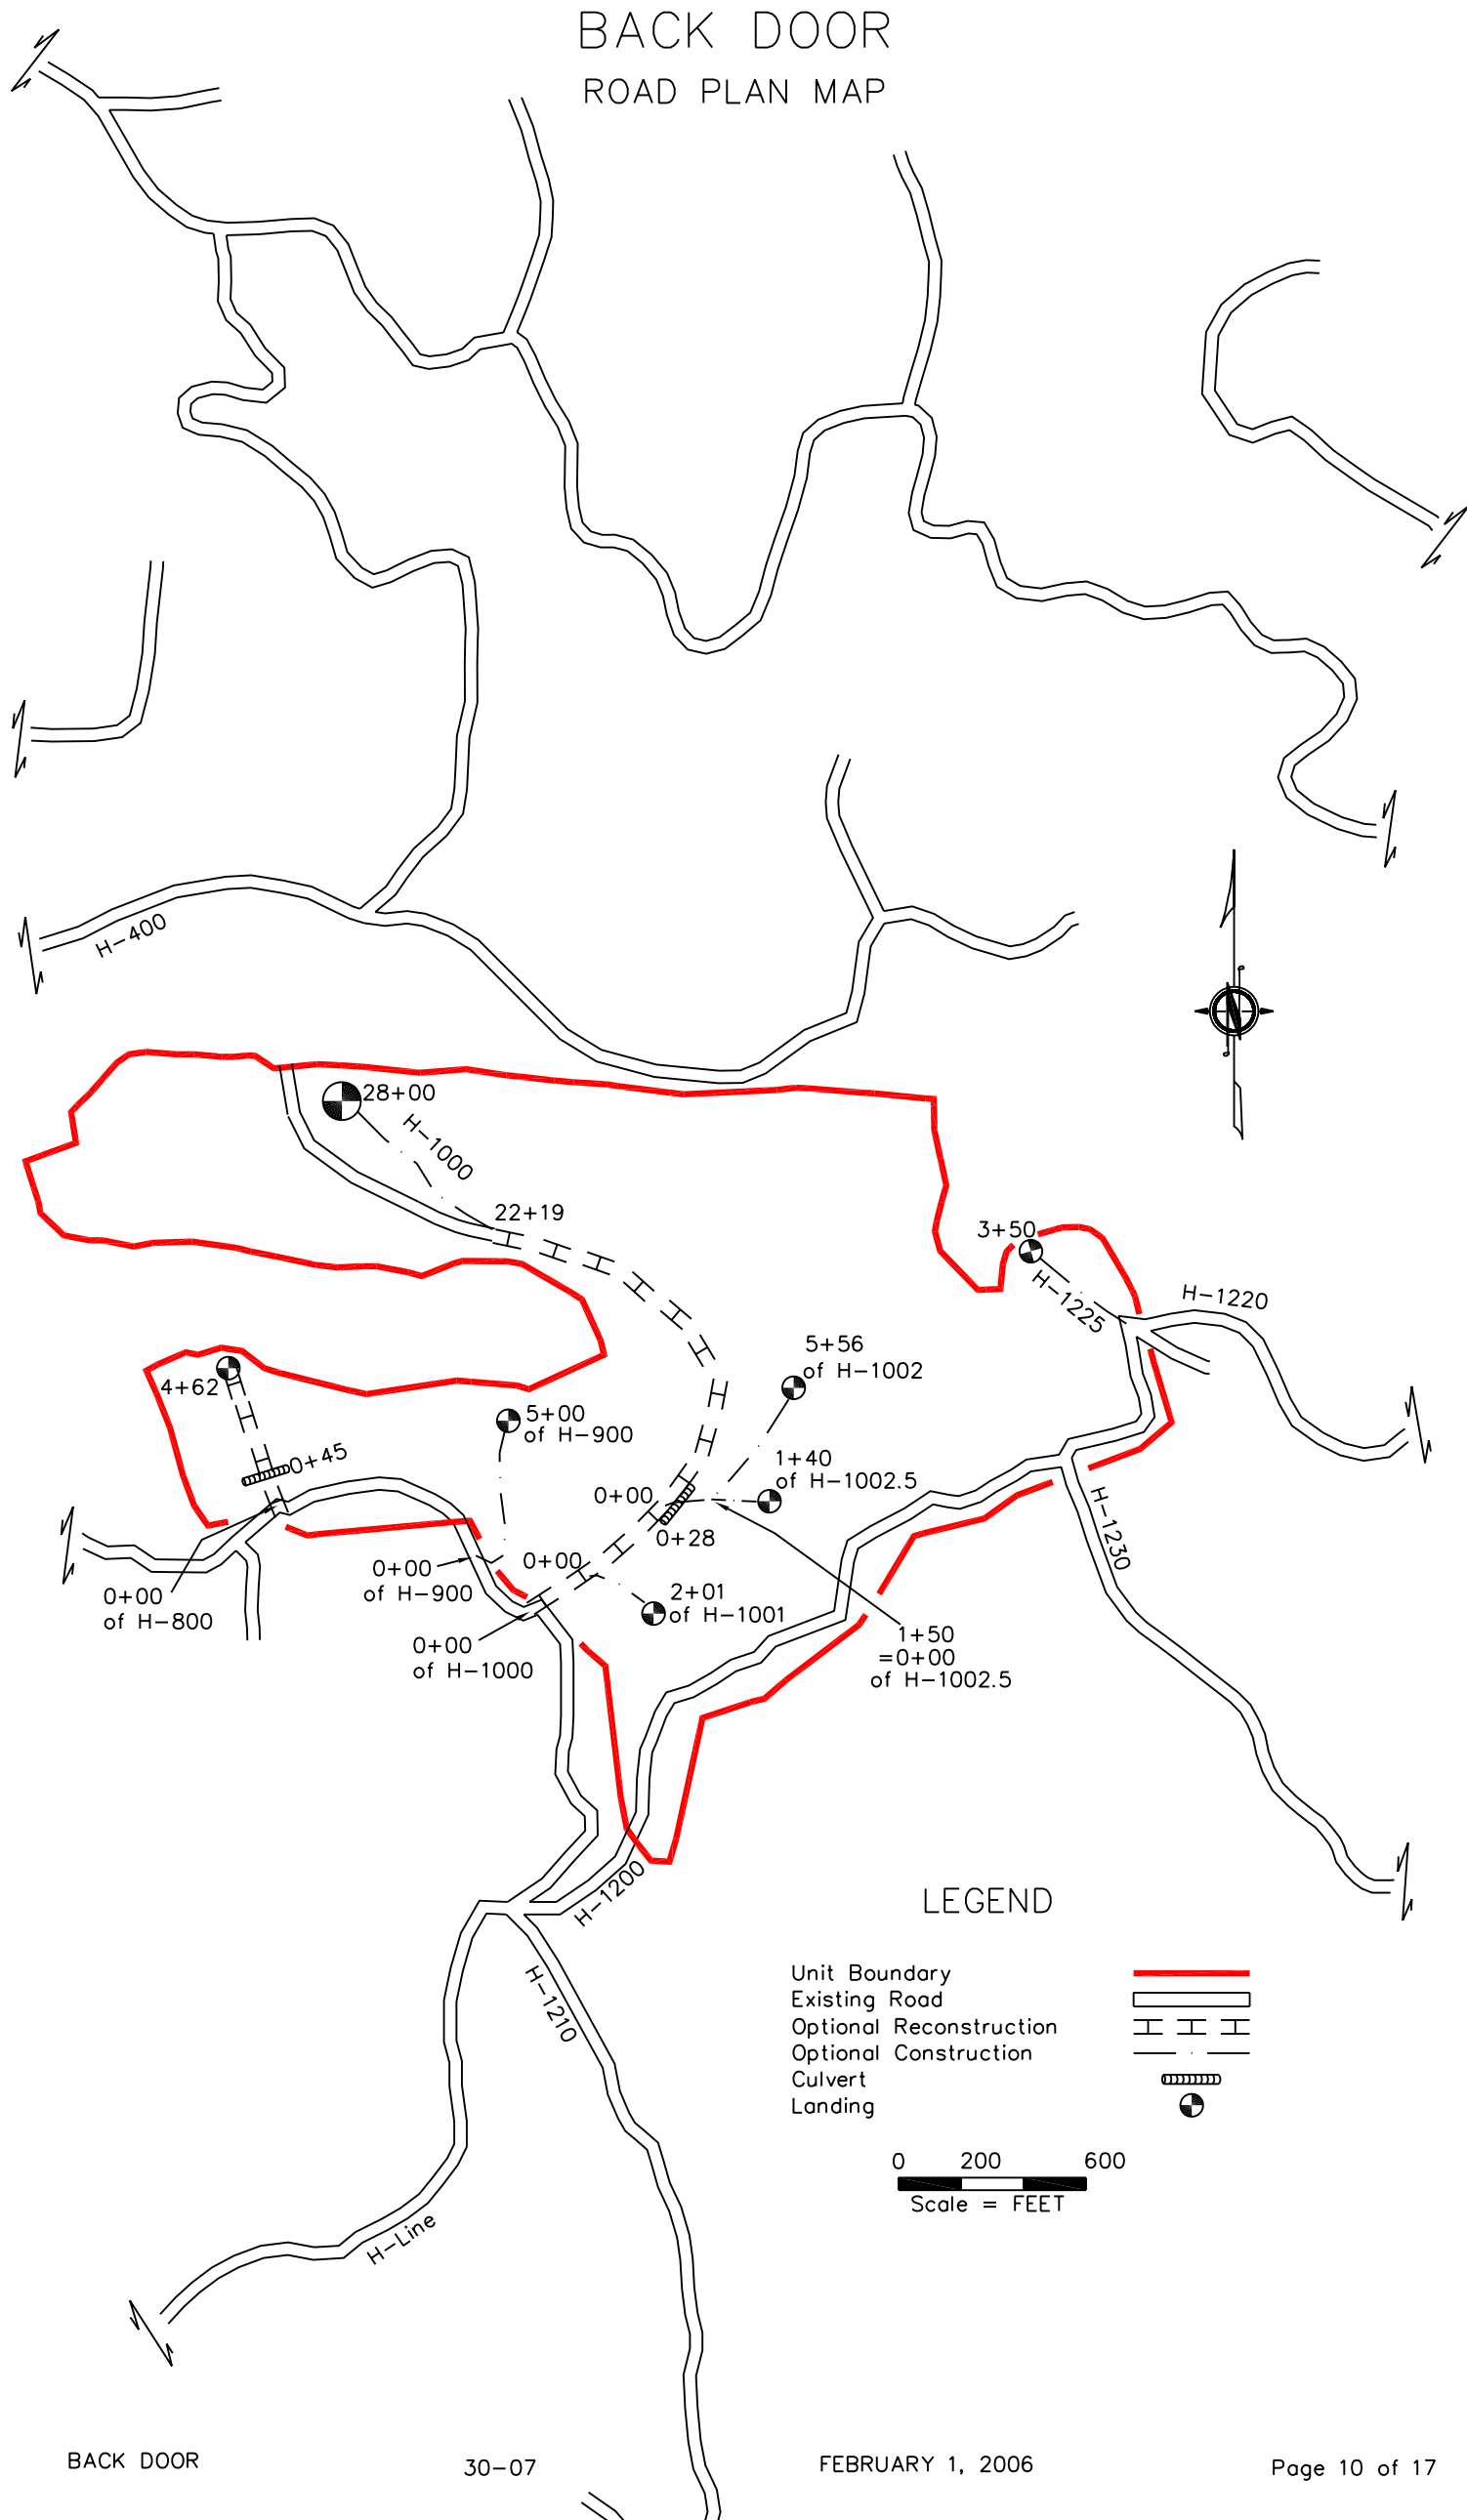 BACK DOOR
ROAD PLAN MAP
H-400
28+00
H-1000
22+19
3+50
H-1225
H-1220
5+56
of H-1002
4+62
5+00
of H-900
0+45
1+40
of H-1002.5
0+00
0+28
H-1230
0+00
of H-900
0+00
0+00
of H-800
2+01
of H-1001
0+00
of H-1000
1+50
=0+00
of H-1002.5
H-1200
H-1210
H-Line
LEGEND
Unit Boundary
Existing Road
Optional Reconstruction
Optional Construction
Culvert
Landing
0 200 600
Scale = FEET
BACK DOOR 30-07 FEBRUARY 1, 2006 Page 10 of 17